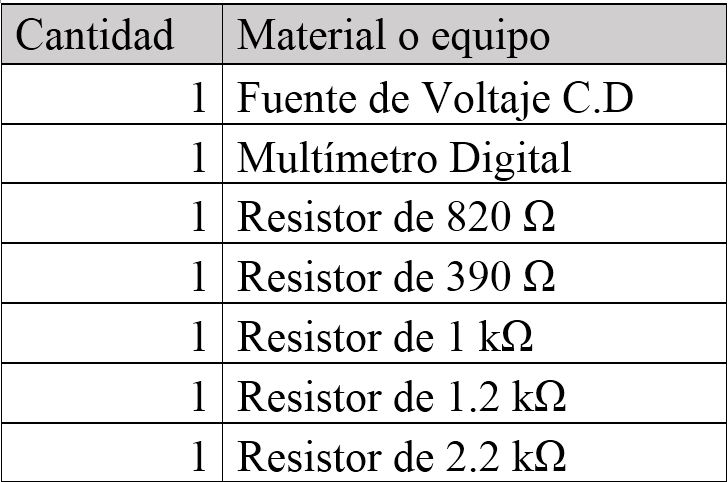 Cantidad Material o equipo
1 Fuente de Voltaje C.D
1 Multímetro Digital
1 Resistor de 820 Ω
1 Resistor de 390 Ω
1 Resistor de 1 kΩ
1 Resistor de 1.2 kΩ
1 Resistor de 2.2 kΩ